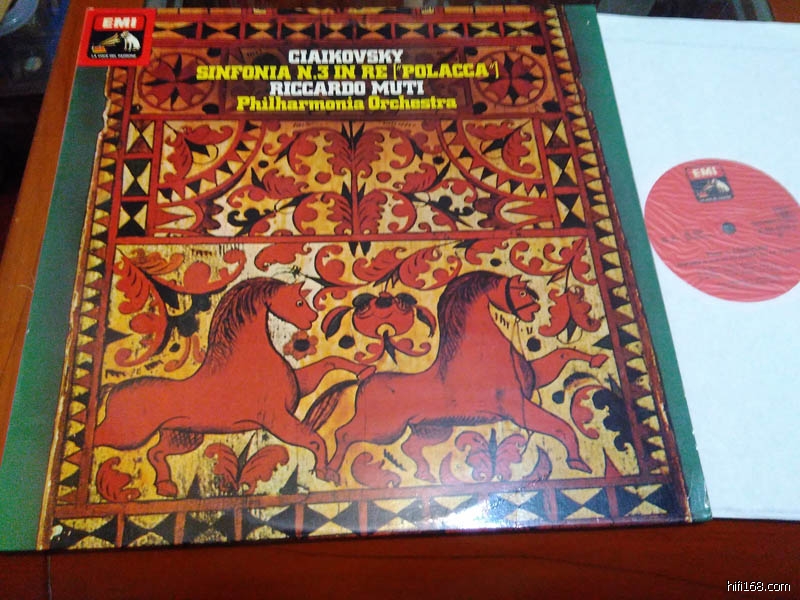 EMI
LA VOCE DEL PADRONE
CIAIKOVSKY
SINFONIA N.3 IN RE ["POLACCA"]
RICCARDO MUTI
Philharmonia Orchestra
EMI
hifi168.com